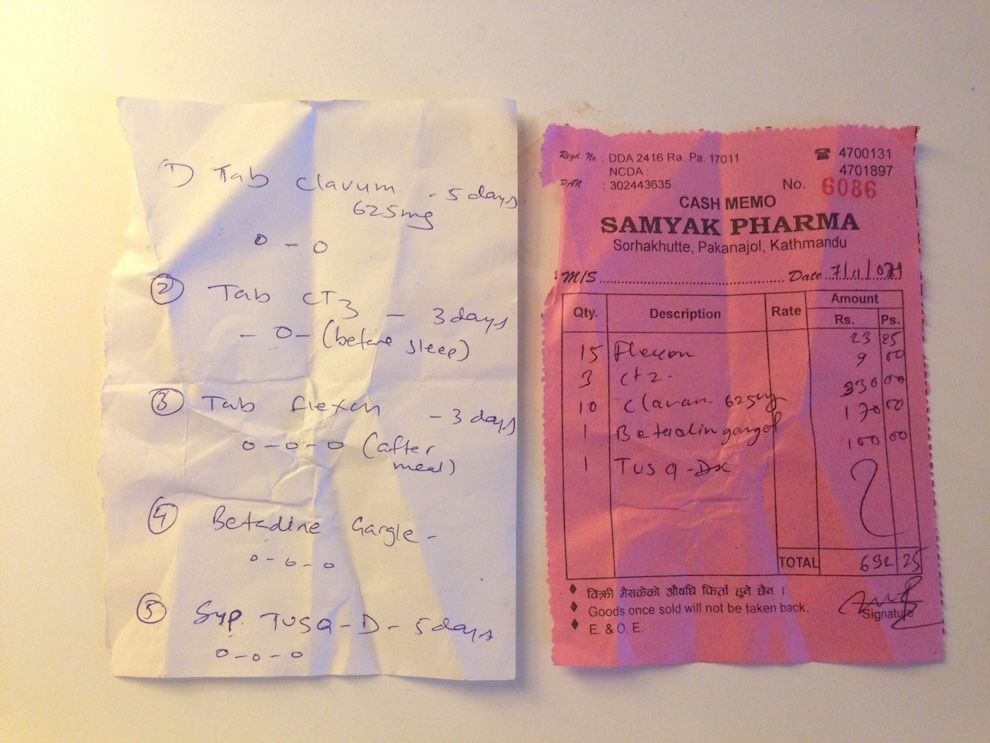 1) Tab Clavum - 5 days
625mg
0 - 0
2 Tab CT3 - 3 days
- 0 - (before sleep)
3 Tab flexon - 3 days
0 - 0 - 0 (after
meal)
4 Betadine Gargle -
0 - 0 - 0
5 Syp. TUSQ-D - 5 days
0 - 0 - 0
Regd. No. : DDA 2416 Ra. Pa. 17011 ☎ 4700131
NCDA : 4701897
PAN : 302443635 No. 6086
CASH MEMO
SAMYAK PHARMA
Sorhakhutte, Pakanajol, Kathmandu
M/S Date 7/11/
Qty. Description Rate Amount
Rs. Ps.
15 Flexon 23 25
3 ct2- 9 00
10 Clavam 625mg 330 00
1 Betadin gargol 170 00
1 TUSQ-Dx 100 00
TOTAL 632 25
♦ विक्री भैसकेको औषधि फिर्ता हुने छैन ।
♦ Goods once sold will not be taken back.
♦ E. & O. E.
Signature